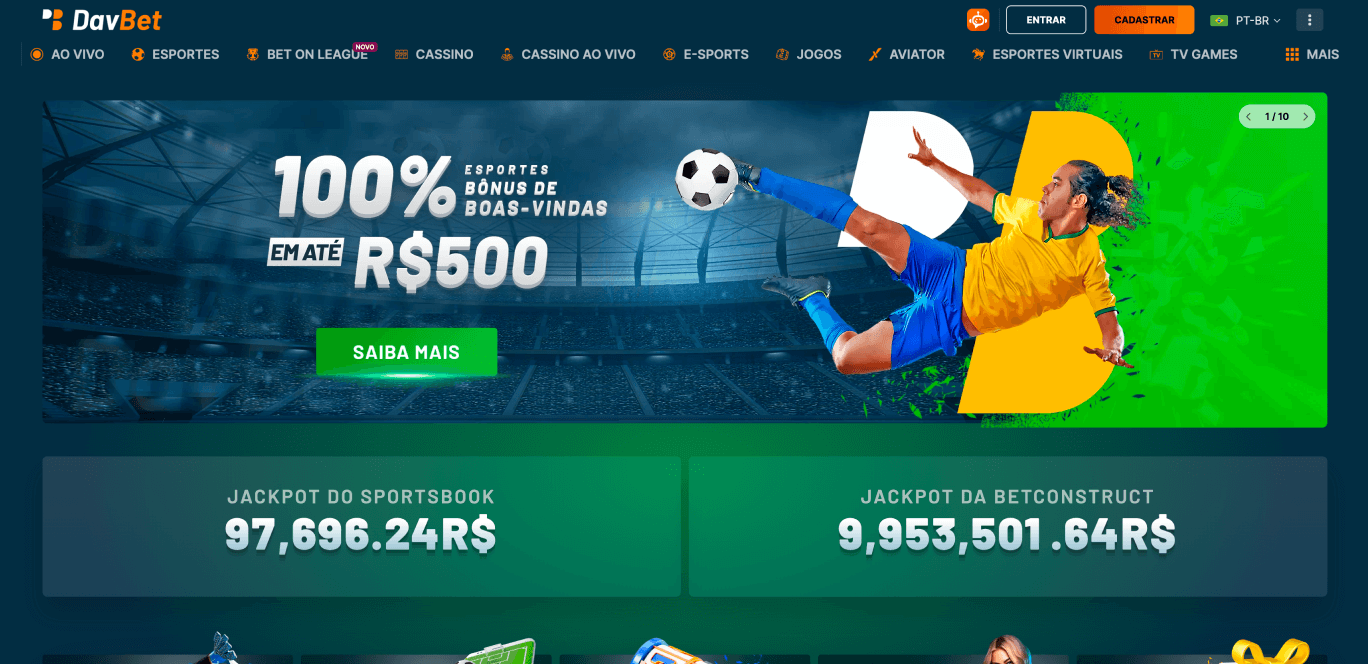 DavBet
ENTRAR
CADASTRAR
PT-BR
AO VIVO
ESPORTES
BET ON LEAGUE
NOVO
CASSINO
CASSINO AO VIVO
E-SPORTS
JOGOS
AVIATOR
ESPORTES VIRTUAIS
TV
TV GAMES
MAIS
1 / 10
100%
ESPORTES
BÔNUS DE
BOAS-VINDAS
EM ATÉ
R$500
SAIBA MAIS
JACKPOT DO SPORTSBOOK
97,696.24R$
JACKPOT DA BETCONSTRUCT
9,953,501.64R$